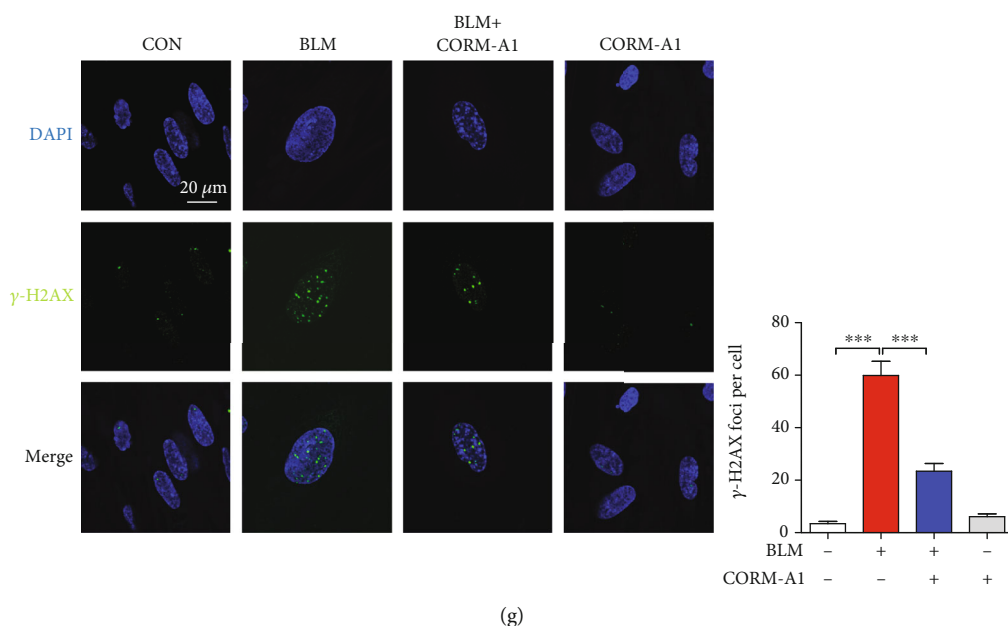 CON
BLM
BLM+
CORM-A1
CORM-A1
DAPI
20 μm
γ-H2AX
Merge
γ-H2AX foci per cell
80
60
40
20
0
***
***
BLM – + + –
CORM-A1 – – + +
(g)